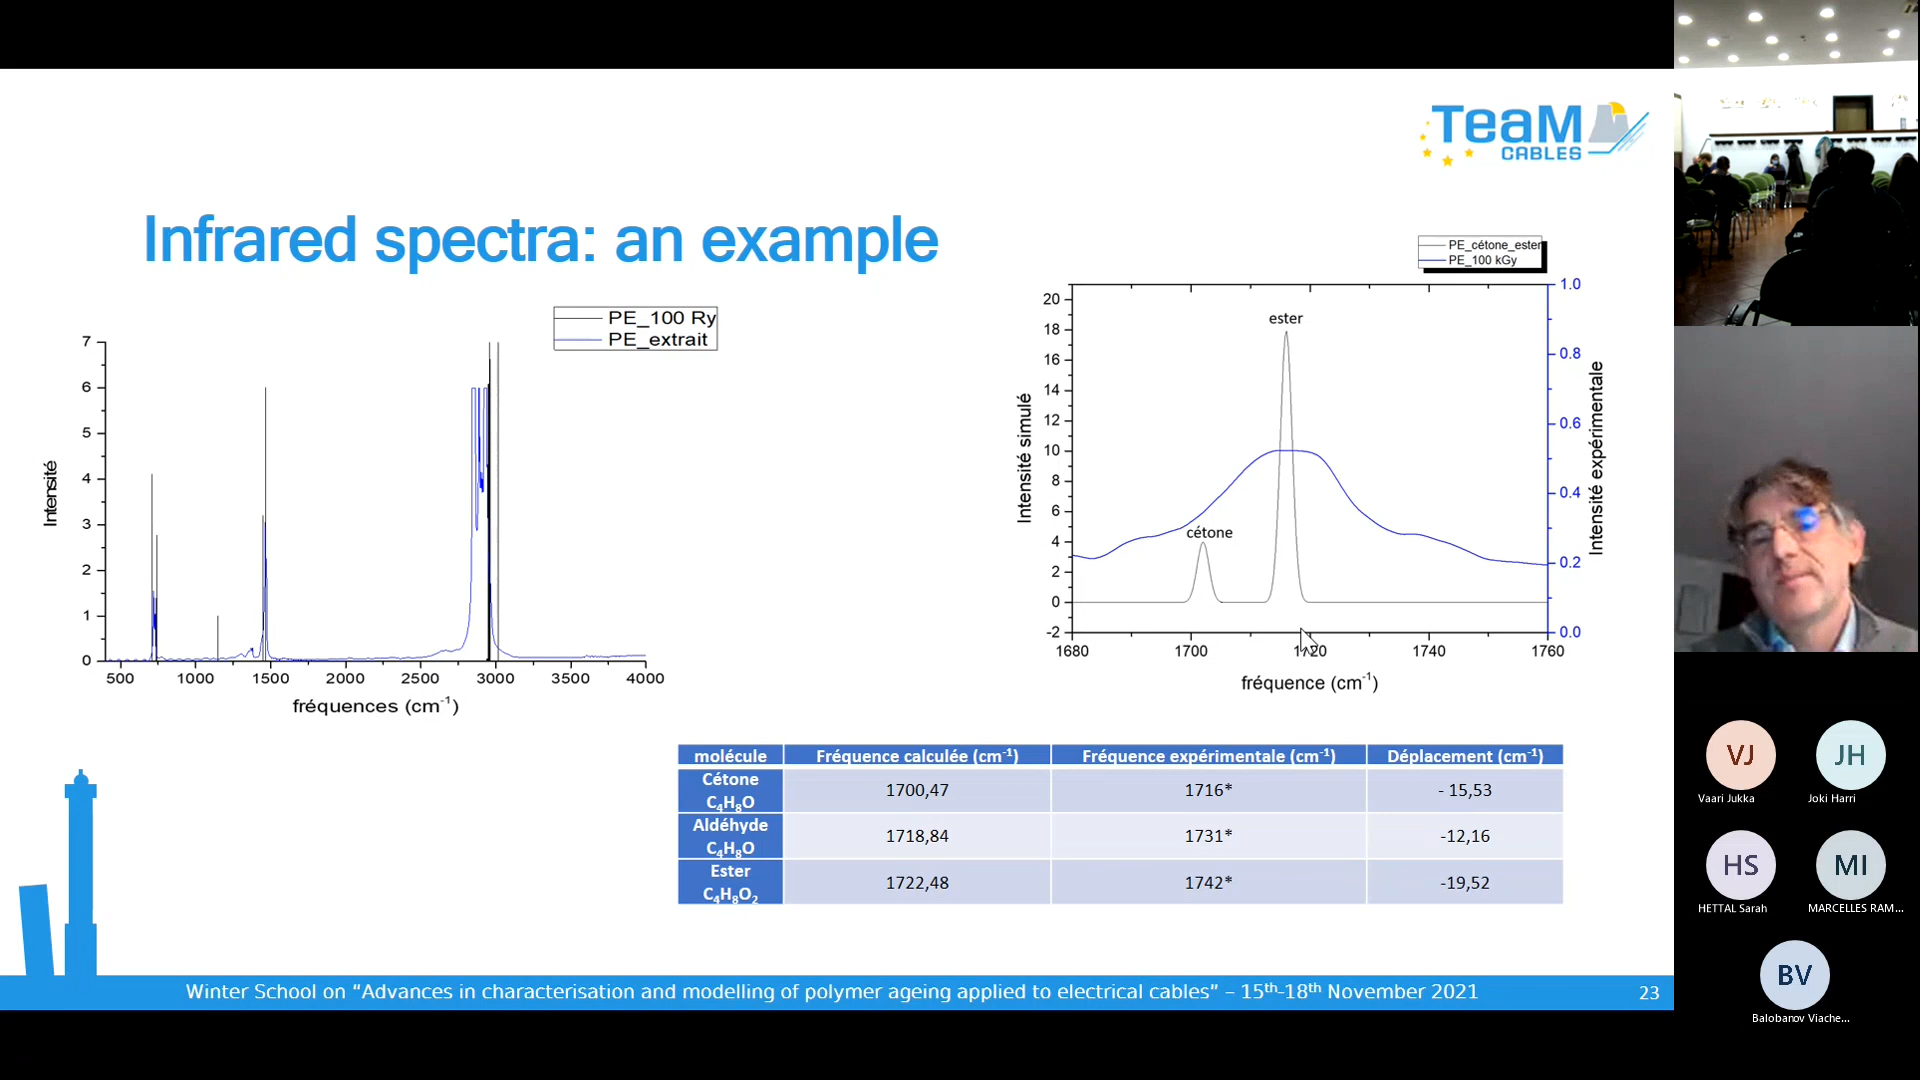 TeaM
CABLES
Infrared spectra: an example
PE_100 Ry
PE_extrait
7
6
5
4
3
2
1
0
Intensité
500 1000 1500 2000 2500 3000 3500 4000
fréquences (cm-1)
PE_cétone_ester
PE_100 kGy
20
18
16
14
12
10
8
6
4
2
0
-2
Intensité simulé
ester
cétone
1.0
0.8
0.6
0.4
0.2
0.0
Intensité expérimentale
1680 1700 1720 1740 1760
fréquence (cm-1)
molécule Fréquence calculée (cm-1) Fréquence expérimentale (cm-1) Déplacement (cm-1)
Cétone
C4H8O 1700,47 1716* - 15,53
Aldéhyde
C4H8O 1718,84 1731* -12,16
Ester
C4H8O2 1722,48 1742* -19,52
Winter School on “Advances in characterisation and modelling of polymer ageing applied to electrical cables” – 15th-18th November 2021
23
VJ
Vaari Jukka
JH
Joki Harri
HS
HETTAL Sarah
MI
MARCELLES RAM...
BV
Balobanov Viache...